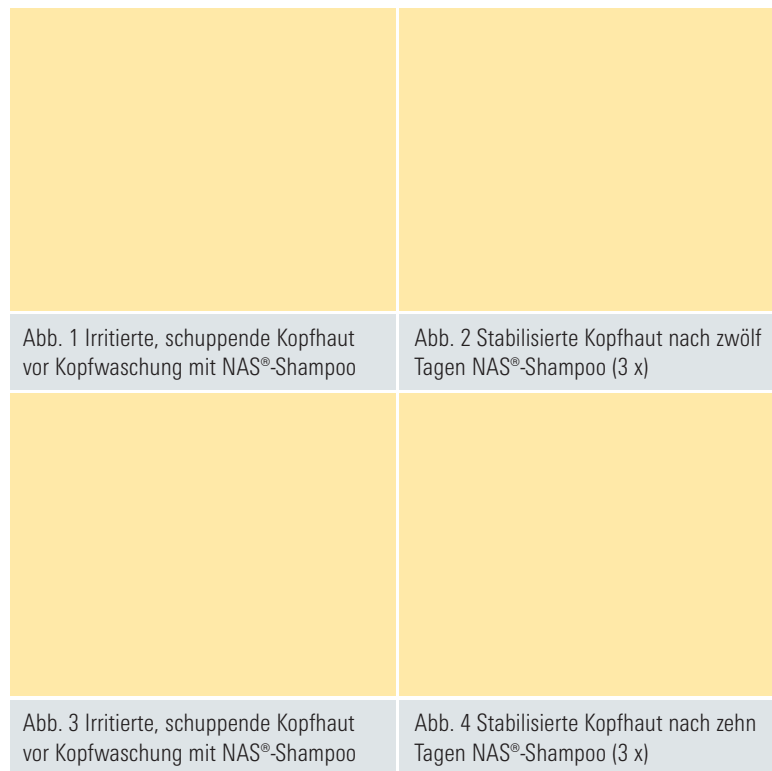 Abb. 1 Irritierte, schuppende Kopfhaut
vor Kopfwaschung mit NAS®-Shampoo
Abb. 2 Stabilisierte Kopfhaut nach zwölf
Tagen NAS®-Shampoo (3 x)
Abb. 3 Irritierte, schuppende Kopfhaut
vor Kopfwaschung mit NAS®-Shampoo
Abb. 4 Stabilisierte Kopfhaut nach zehn
Tagen NAS®-Shampoo (3 x)